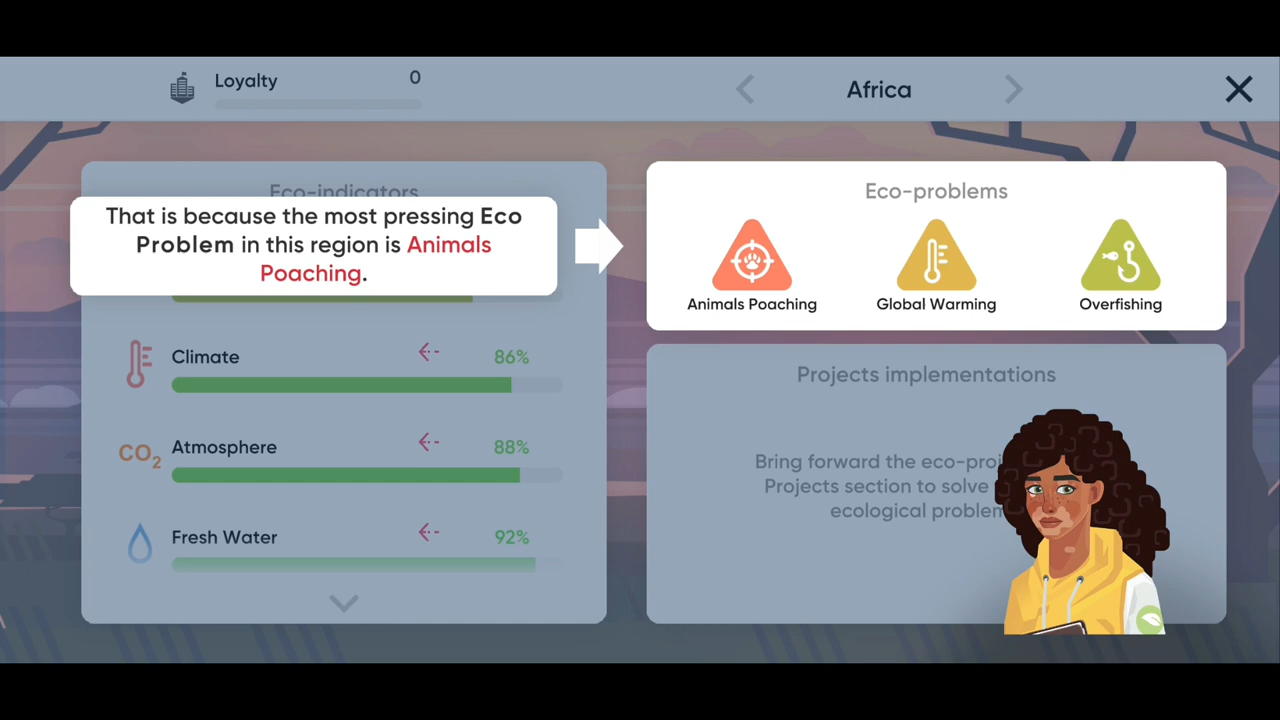 Loyalty
0
Africa
Eco-indicators
That is because the most pressing Eco
Problem in this region is Animals
Poaching.
Climate
86%
CO2
Atmosphere
88%
Fresh Water
92%
Eco-problems
Animals Poaching
Global Warming
Overfishing
Projects implementations
Bring forward the eco-pro
Projects section to solve
ecological problem